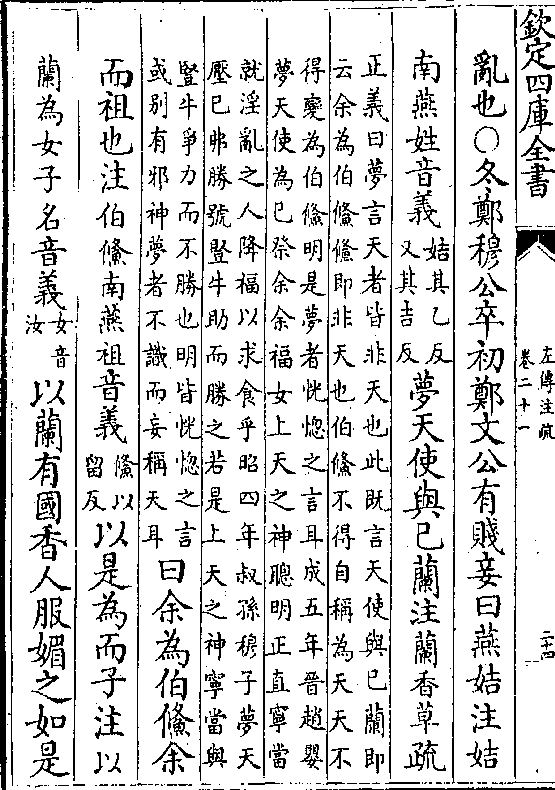 欽定四庫全書
左傳注疏
卷二十一
二十四
亂也○冬鄭穆公卒初鄭文公有賤妾曰燕姞注姞
南燕姓音義姞其乙反
又其吉反夢天使與已蘭注蘭香草疏
正義曰夢言天者皆非天也此既言天使與已蘭即
云余為伯鯈鯈即非天也伯鯈不得自稱為天天不
得變為伯鯈明是夢者恍惚之言耳成五年晉趙嬰
夢天使為已祭余余福女上天之神聰明正直寧當
就淫亂之人降福以求食乎昭四年叔孫穆子夢天
壓已弗勝號豎牛助而勝之若是上天之神寧當與
豎牛爭力而不勝也明皆恍惚之言
或别有邪神夢者不識而妄稱天耳曰余為伯鯈余
而祖也注伯鯈南燕祖音義鯈以
留反以是為而子注以
蘭為女子名音義女音
汝以蘭有國香人服媚之如是